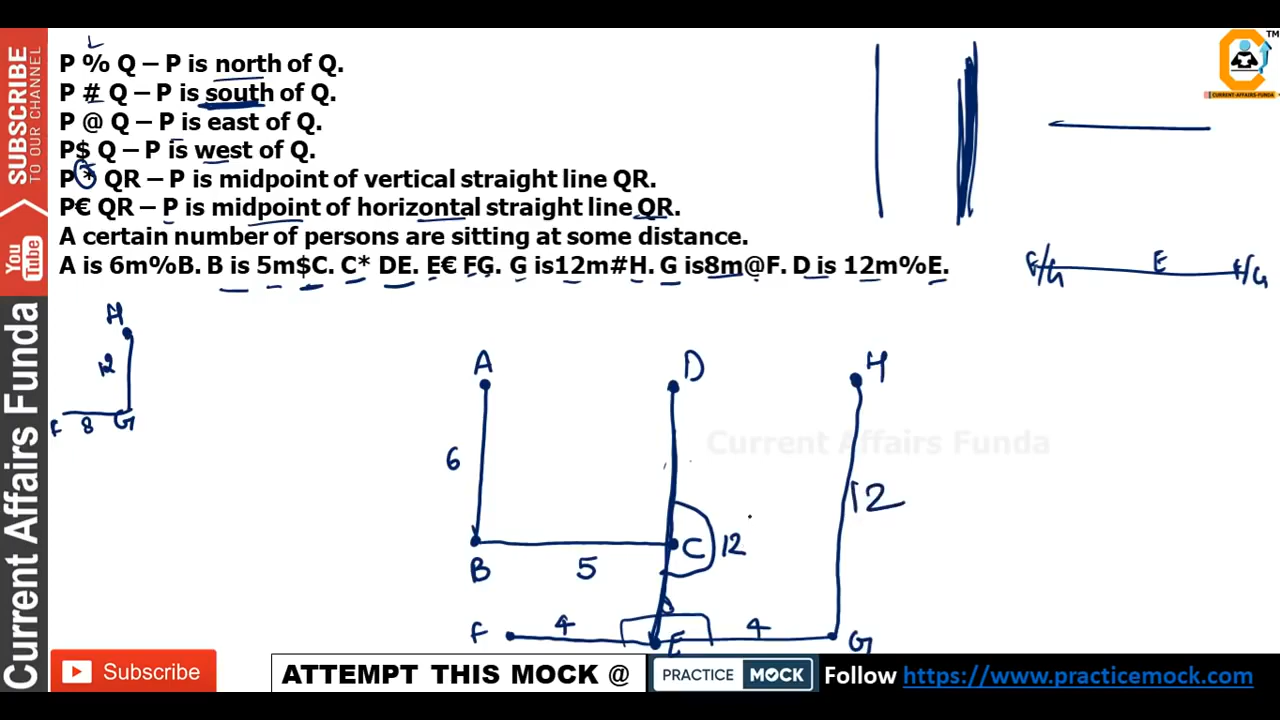 SUBSCRIBE
TO OUR CHANNEL
You Tube
Current Affairs Funda
TM
CURRENT-AFFAIRS-FUNDA
P % Q – P is north of Q.
P # Q – P is south of Q.
P @ Q – P is east of Q.
P$ Q – P is west of Q.
P * QR – P is midpoint of vertical straight line QR.
P€ QR – P is midpoint of horizontal straight line QR.
A certain number of persons are sitting at some distance.
A is 6m%B. B is 5m$C. C* DE. E€ FG. G is12m#H. G is8m@F. D is 12m%E.
F/G E F/G
H
12
F 8 G
A D H
6
12
B 5 C 12
F 4 E 4 G
Current Affairs Funda
Subscribe
ATTEMPT THIS MOCK @ PRACTICE MOCK Follow https://www.practicemock.com